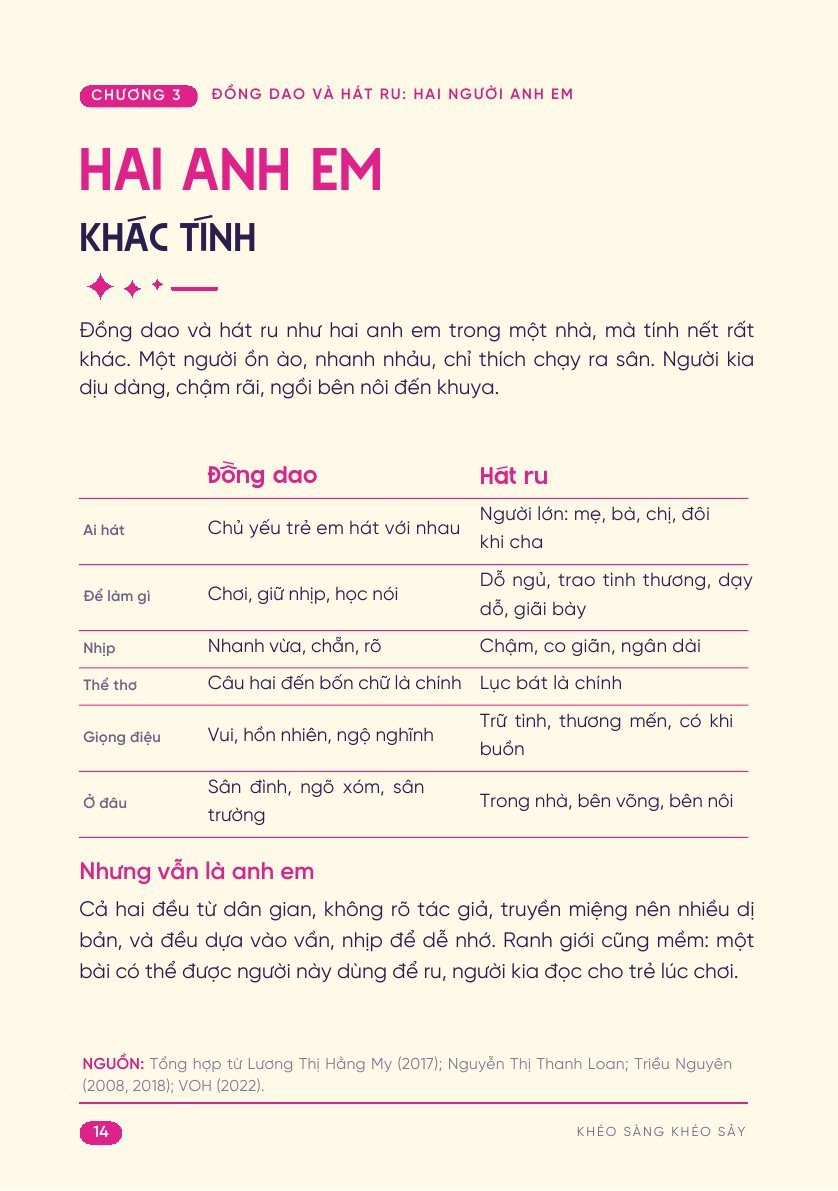 CHƯƠNG 3 ĐỒNG DAO VÀ HÁT RU: HAI NGƯỜI ANH EM
HAI ANH EM
KHÁC TÍNH
Đồng dao và hát ru như hai anh em trong một nhà, mà tính nết rất
khác. Một người ồn ào, nhanh nhảu, chỉ thích chạy ra sân. Người kia
dịu dàng, chậm rãi, ngồi bên nôi đến khuya.
Đồng dao Hát ru
Ai hát Chủ yếu trẻ em hát với nhau Người lớn: mẹ, bà, chị, đôi
khi cha
Để làm gì Chơi, giữ nhịp, học nói Dỗ ngủ, trao tình thương, dạy
dỗ, giãi bày
Nhịp Nhanh vừa, chẵn, rõ Chậm, co giãn, ngân dài
Thể thơ Câu hai đến bốn chữ là chính Lục bát là chính
Giọng điệu Vui, hồn nhiên, ngộ nghĩnh Trữ tình, thương mến, có khi
buồn
Ở đâu Sân đình, ngõ xóm, sân
trường Trong nhà, bên võng, bên nôi
Nhưng vẫn là anh em
Cả hai đều từ dân gian, không rõ tác giả, truyền miệng nên nhiều dị
bản, và đều dựa vào vần, nhịp để dễ nhớ. Ranh giới cũng mềm: một
bài có thể được người này dùng để ru, người kia đọc cho trẻ lúc chơi.
NGUỒN: Tổng hợp từ Lương Thị Hằng My (2017); Nguyễn Thị Thanh Loan; Triều Nguyên
(2008, 2018); VOH (2022).
14 KHÉO SÀNG KHÉO SẢY